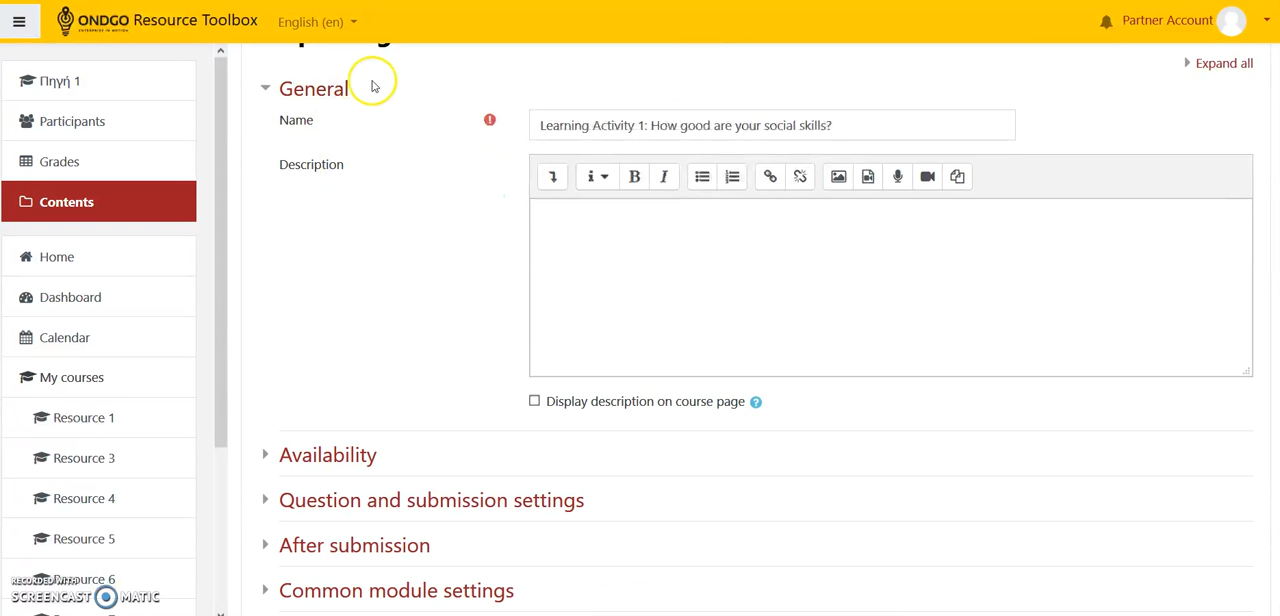 ONDGO Resource Toolbox
ENTERPRISE IN MOTION
English (en)
Partner Account
Πηγή 1
Participants
Grades
Contents
Home
Dashboard
Calendar
My courses
Resource 1
Resource 3
Resource 4
Resource 5
Resource 6
RECORDED WITH
SCREENCAST MATIC
Expand all
General
Name
Learning Activity 1: How good are your social skills?
Description
i
B
I
Display description on course page
Availability
Question and submission settings
After submission
Common module settings